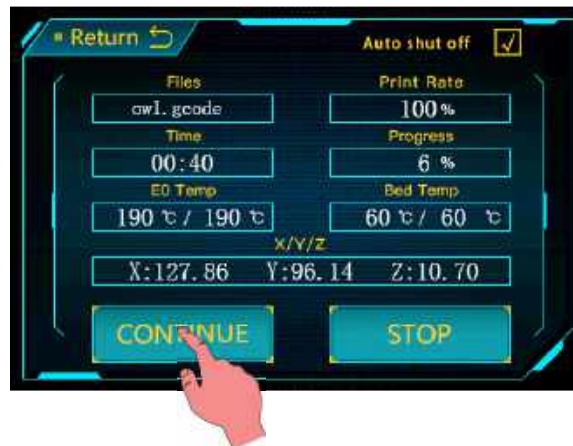 Return
Auto shut off
Files
Print Rate
owl.gcode
100%
Time
Progress
00:40
6 %
E0 Temp
Bed Temp
190 ℃ / 190 ℃
60 ℃ / 60 ℃
X/Y/Z
X:127.86 Y:96.14 Z:10.70
CONTINUE
STOP